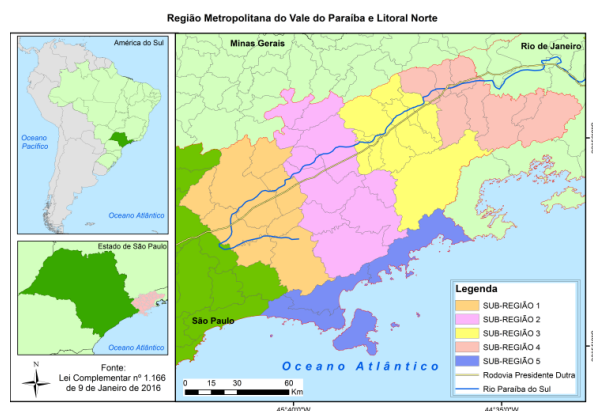 Região Metropolitana do Vale do Paraíba e Litoral Norte
América do Sul
Oceano
Pacífico
Oceano Atlântico
Estado de São Paulo
Oceano Atlântico
N
Fonte:
Lei Complementar nº 1.166
de 9 de Janeiro de 2016
Minas Gerais
Rio de Janeiro
São Paulo
Oceano Atlântico
0 15 30 60
Km
Legenda
SUB-REGIÃO 1
SUB-REGIÃO 2
SUB-REGIÃO 3
SUB-REGIÃO 4
SUB-REGIÃO 5
Rodovia Presidente Dutra
Rio Paraíba do Sul